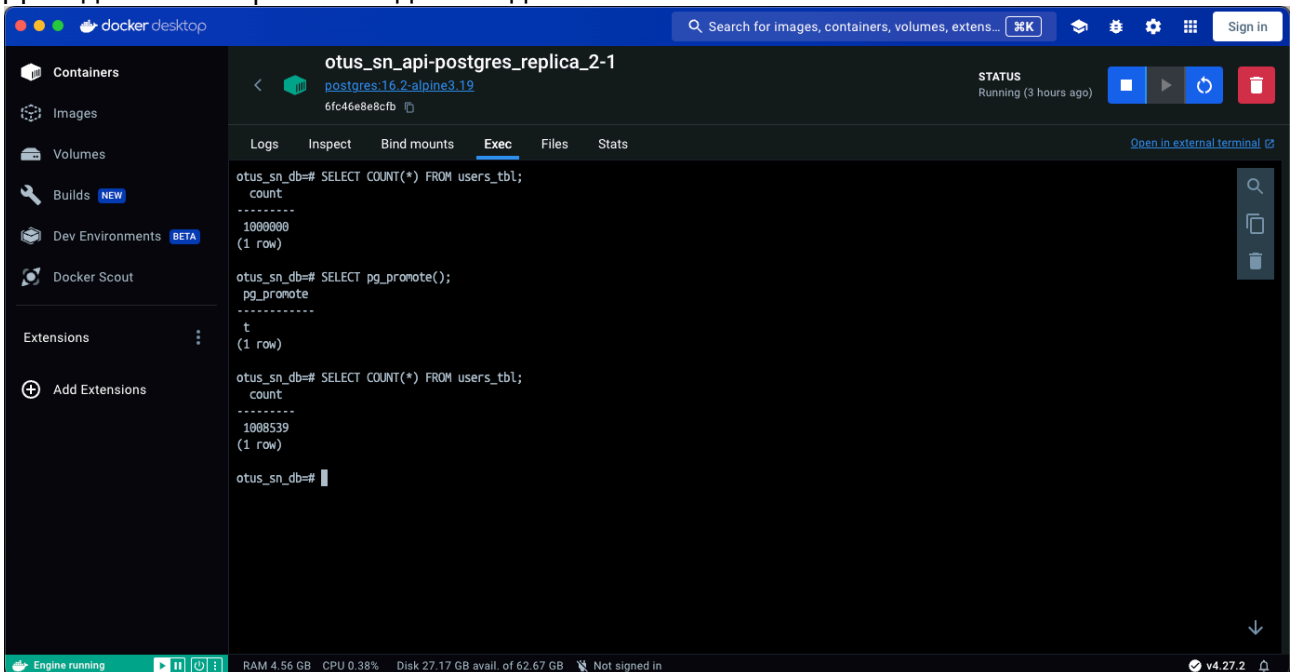 docker desktop
Search for images, containers, volumes, extens... ⌘K
Sign in
Containers
Images
Volumes
Builds NEW
Dev Environments BETA
Docker Scout
Extensions
Add Extensions
otus_sn_api-postgres_replica_2-1
postgres:16.2-alpine3.19
6fc46e8e8cfb
STATUS
Running (3 hours ago)
Logs Inspect Bind mounts Exec Files Stats
Open in external terminal
otus_sn_db=# SELECT COUNT(*) FROM users_tbl;
count
---------
1000000
(1 row)
otus_sn_db=# SELECT pg_promote();
pg_promote
------------
t
(1 row)
otus_sn_db=# SELECT COUNT(*) FROM users_tbl;
count
---------
1008539
(1 row)
otus_sn_db=#
Engine running
RAM 4.56 GB CPU 0.38% Disk 27.17 GB avail. of 62.67 GB Not signed in
v4.27.2